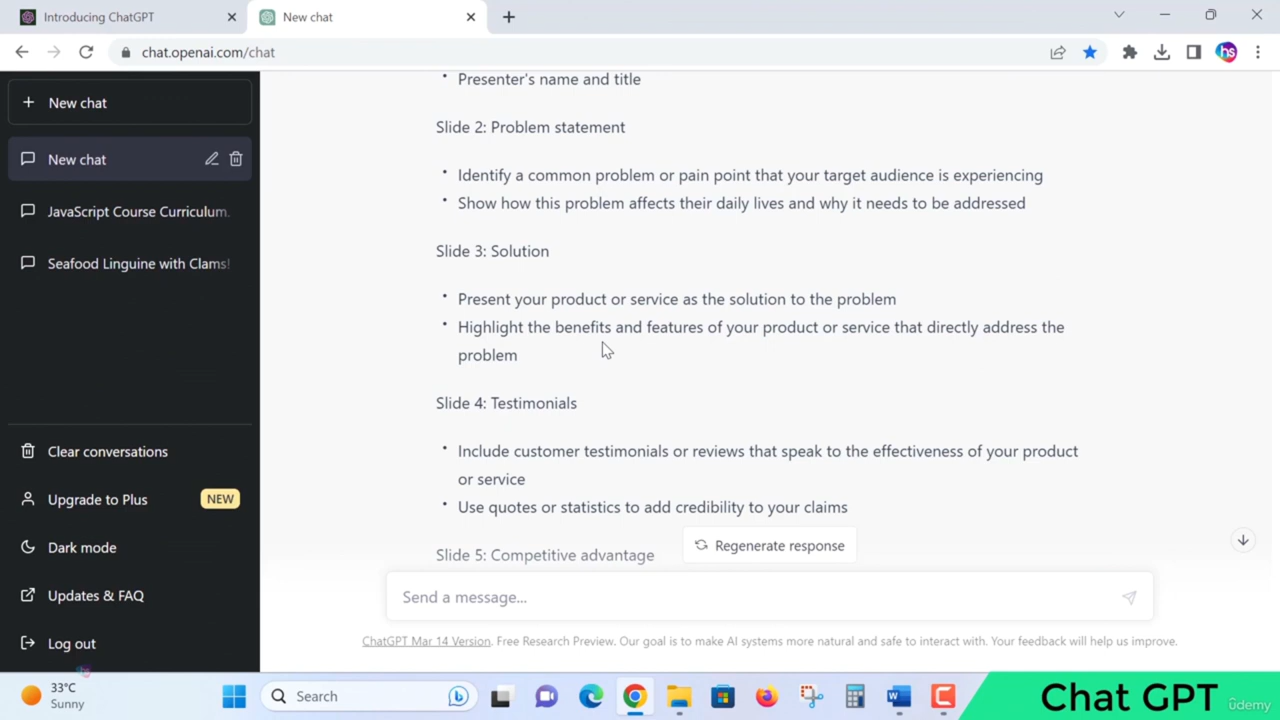 Introducing ChatGPT
New chat
chat.openai.com/chat
hs
New chat
New chat
JavaScript Course Curriculum.
Seafood Linguine with Clams!
Clear conversations
Upgrade to Plus NEW
Dark mode
Updates & FAQ
Log out
• Presenter's name and title
Slide 2: Problem statement
• Identify a common problem or pain point that your target audience is experiencing
• Show how this problem affects their daily lives and why it needs to be addressed
Slide 3: Solution
• Present your product or service as the solution to the problem
• Highlight the benefits and features of your product or service that directly address the
problem
Slide 4: Testimonials
• Include customer testimonials or reviews that speak to the effectiveness of your product
or service
• Use quotes or statistics to add credibility to your claims
Slide 5: Competitive advantage
Regenerate response
Send a message...
ChatGPT Mar 14 Version. Free Research Preview. Our goal is to make AI systems more natural and safe to interact with. Your feedback will help us improve.
33°C
Sunny
Search
Chat GPT
ûdemy